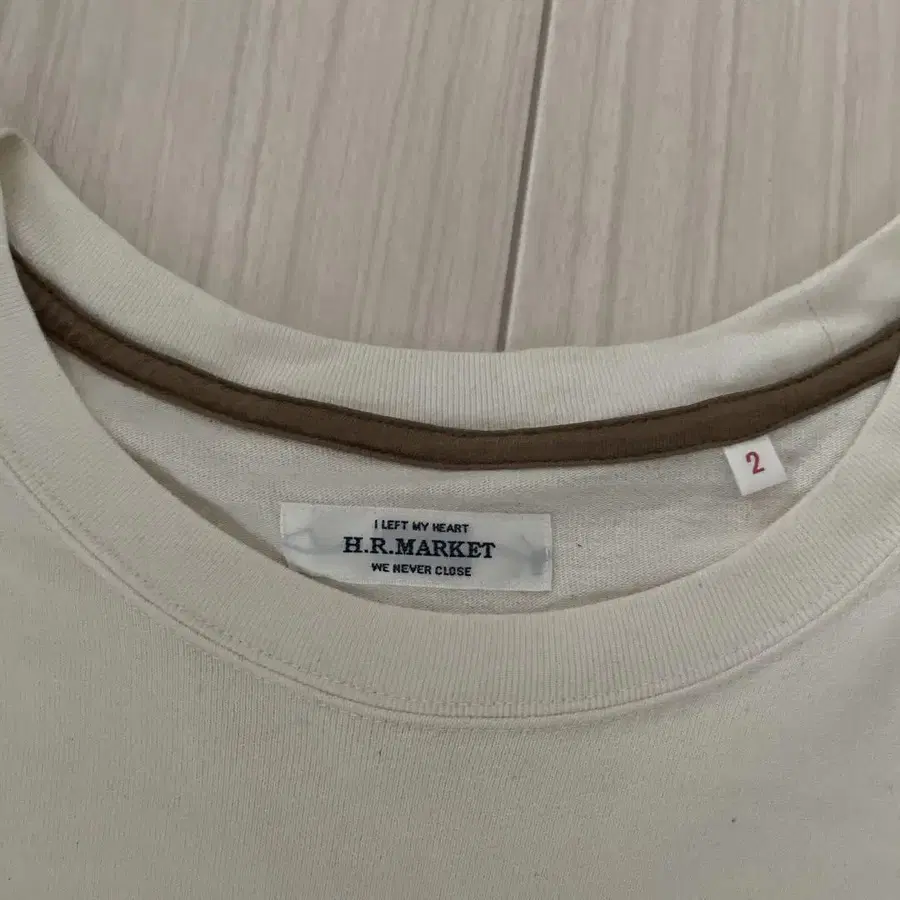 I LEFT MY HEART
H.R.MARKET
WE NEVER CLOSE
2